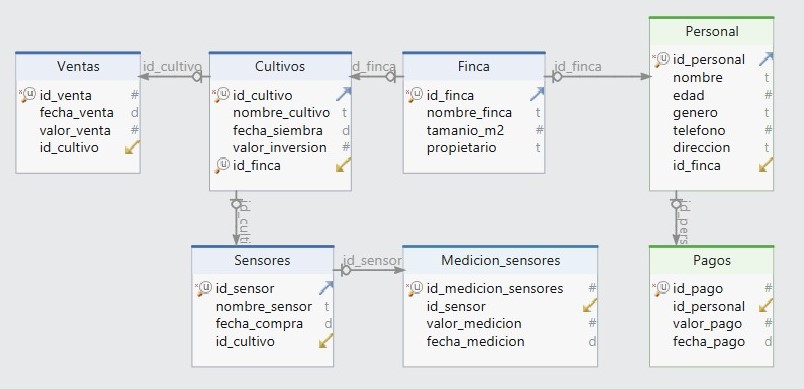 Ventas
id_venta #
fecha_venta d
valor_venta #
id_cultivo
id_cultivo
Cultivos
id_cultivo
nombre_cultivo t
fecha_siembra d
valor_inversion #
id_finca
d_finca
Finca
id_finca
nombre_finca t
tamanio_m2 #
propietario t
id_finca
Personal
id_personal
nombre t
edad #
genero t
telefono #
direccion t
id_finca
id_culti
Sensores
id_sensor
nombre_sensor t
fecha_compra d
id_cultivo
id_sensor
Medicion_sensores
id_medicion_sensores #
id_sensor
valor_medicion #
fecha_medicion d
id_pers
Pagos
id_pago #
id_personal
valor_pago #
fecha_pago d